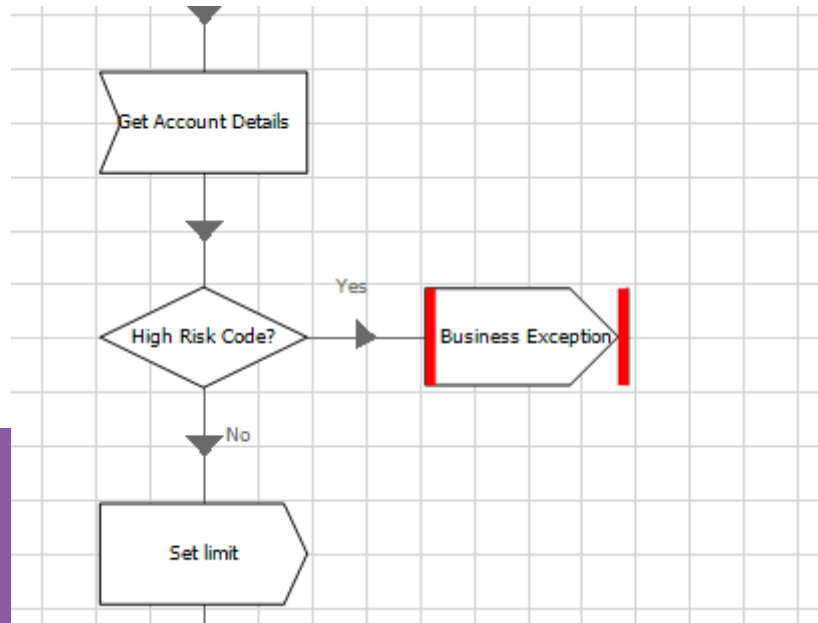 Get Account Details
Yes
High Risk Code?
Business Exception
No
Set limit